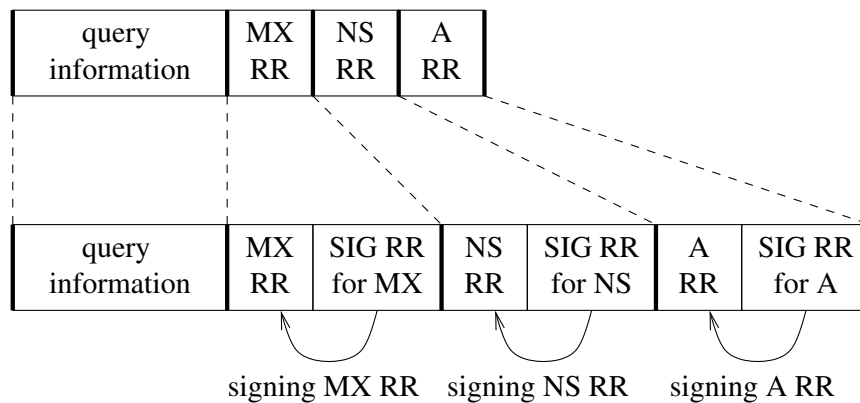 query information
MX RR
NS RR
A RR
query information
MX RR
SIG RR for MX
NS RR
SIG RR for NS
A RR
SIG RR for A
signing MX RR
signing NS RR
signing A RR